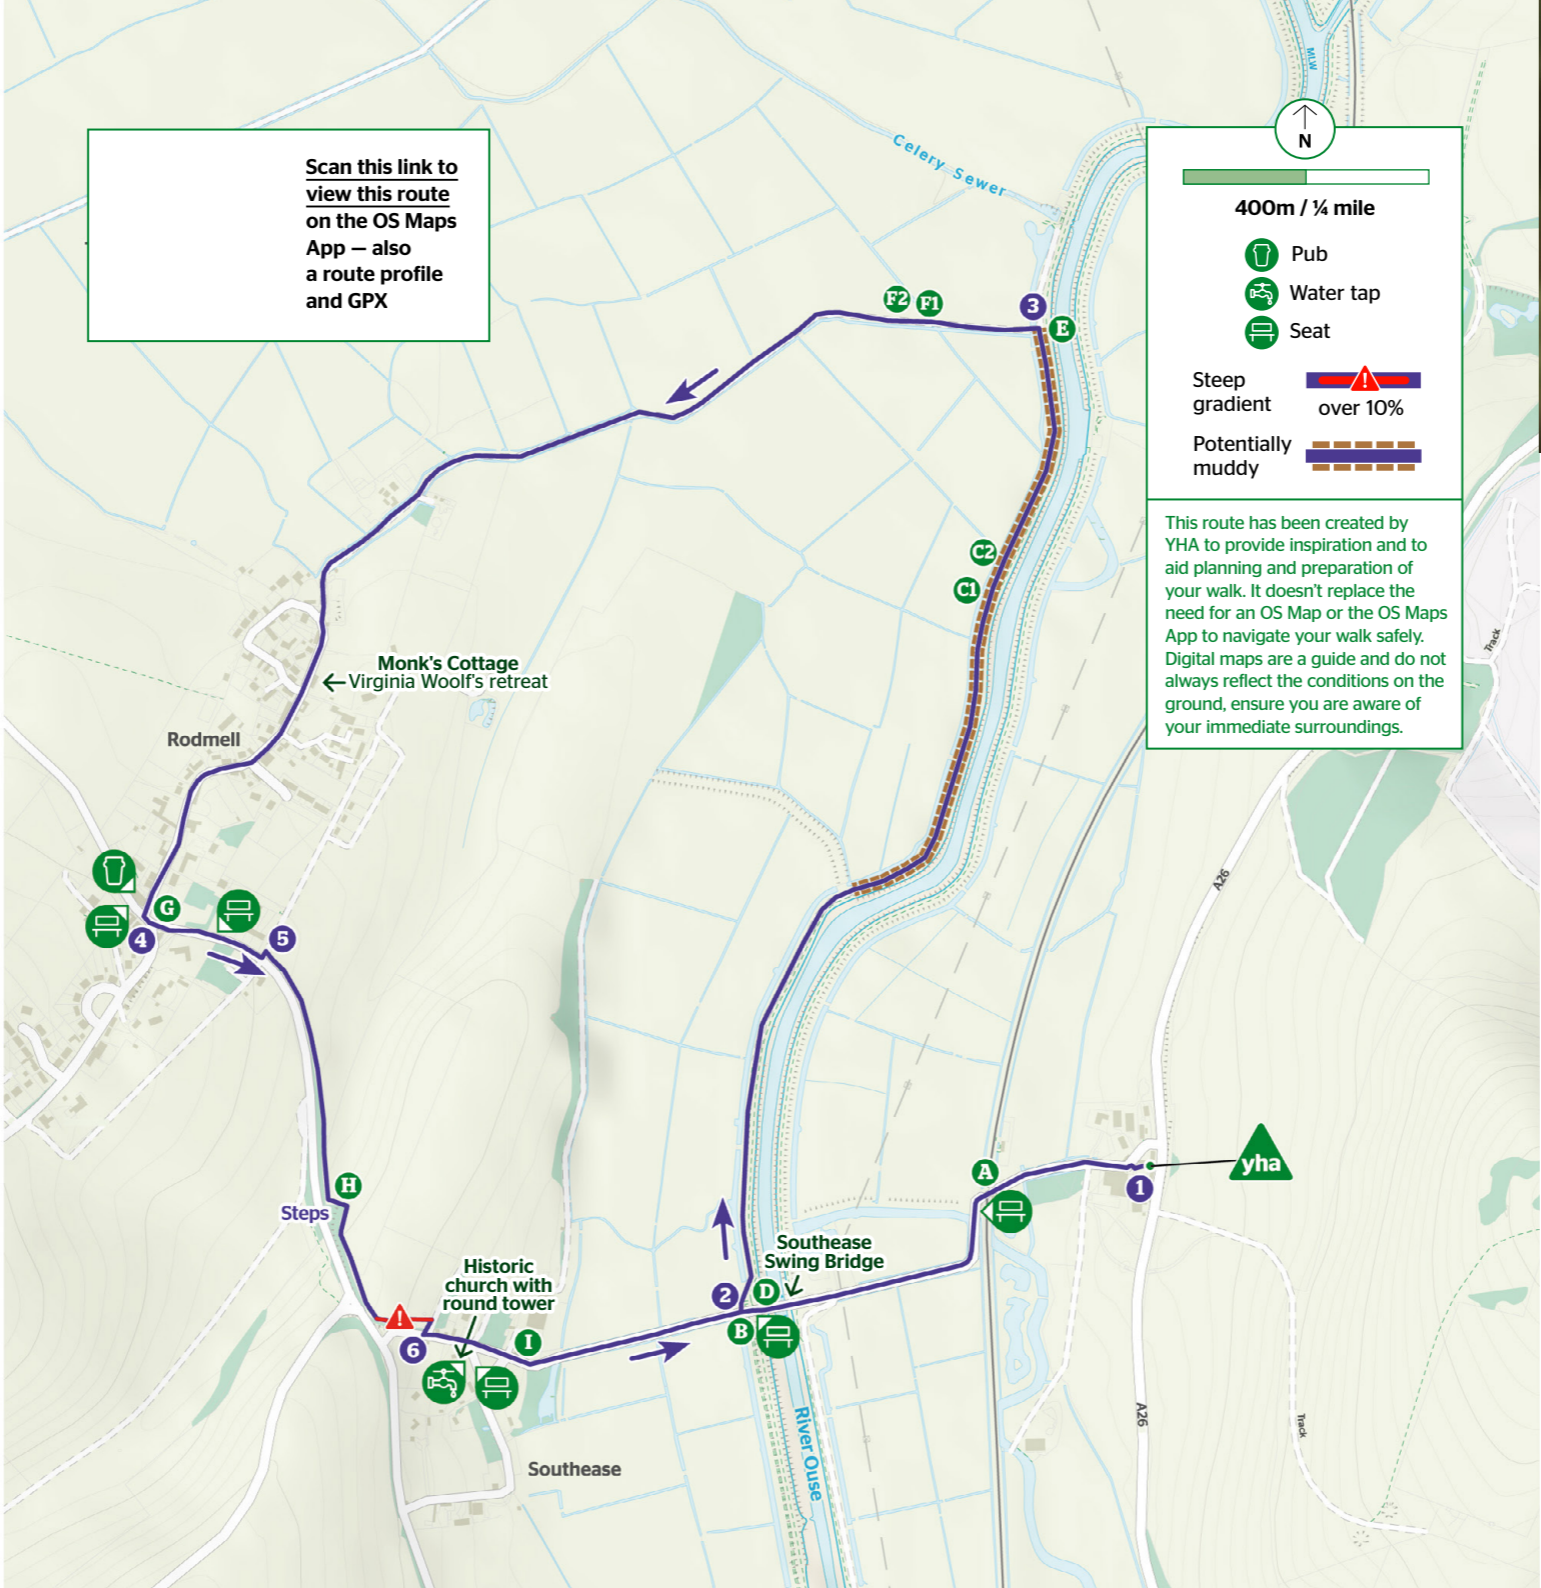 MLW
N
Celery Sewer
Scan this link to
view this route
on the OS Maps
App — also
a route profile
and GPX
400m / ¼ mile
Pub
Water tap
Seat
Steep
gradient
!
over 10%
Potentially
muddy
This route has been created by
YHA to provide inspiration and to
aid planning and preparation of
your walk. It doesn't replace the
need for an OS Map or the OS Maps
App to navigate your walk safely.
Digital maps are a guide and do not
always reflect the conditions on the
ground, ensure you are aware of
your immediate surroundings.
F2
F1
3
E
C2
C1
Track
Monk's Cottage
Virginia Woolf's retreat
Rodmell
A26
G
4
5
A
yha
1
H
Steps
Southease
Swing Bridge
Historic
church with
round tower
2
D
B
!
6
I
River Ouse
A26
Track
Southease